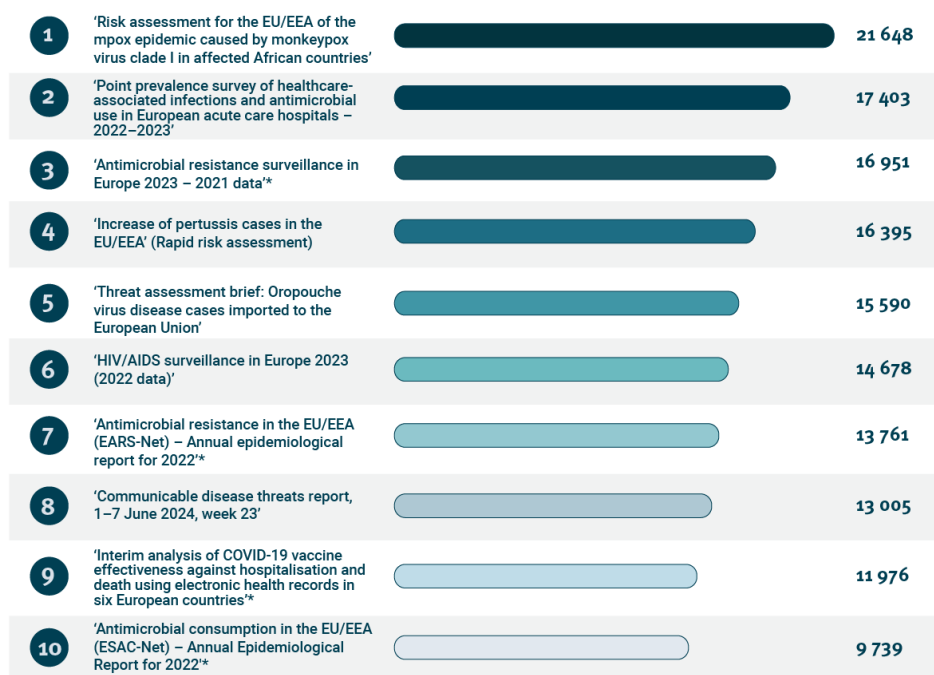 1
‘Risk assessment for the EU/EEA of the
mpox epidemic caused by monkeypox
virus clade I in affected African countries’
21 648
2
‘Point prevalence survey of healthcare-
associated infections and antimicrobial
use in European acute care hospitals –
2022–2023’
17 403
3
‘Antimicrobial resistance surveillance in
Europe 2023 – 2021 data’*
16 951
4
‘Increase of pertussis cases in the
EU/EEA’ (Rapid risk assessment)
16 395
5
‘Threat assessment brief: Oropouche
virus disease cases imported to the
European Union’
15 590
6
‘HIV/AIDS surveillance in Europe 2023
(2022 data)’
14 678
7
‘Antimicrobial resistance in the EU/EEA
(EARS-Net) – Annual epidemiological
report for 2022’*
13 761
8
‘Communicable disease threats report,
1–7 June 2024, week 23’
13 005
9
‘Interim analysis of COVID-19 vaccine
effectiveness against hospitalisation and
death using electronic health records in
six European countries’*
11 976
10
‘Antimicrobial consumption in the EU/EEA
(ESAC-Net) – Annual Epidemiological
Report for 2022'*
9 739